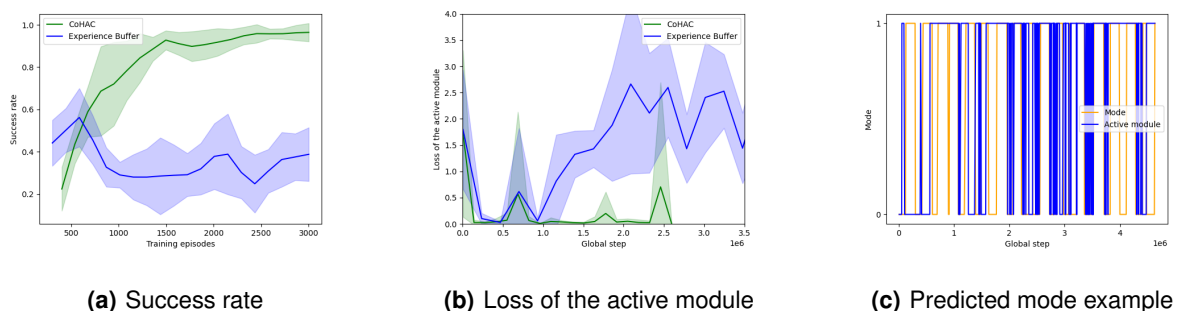 CoHAC
Experience Buffer
1.0
0.8
0.6
0.4
0.2
Success rate
500
1000
1500
2000
2500
3000
Training episodes
(a) Success rate
CoHAC
Experience Buffer
4.0
3.5
3.0
2.5
2.0
1.5
1.0
0.5
0.0
Loss of the active module
0.0
0.5
1.0
1.5
2.0
2.5
3.0
3.5
1e6
Global step
(b) Loss of the active module
1
0
Mode
Mode
Active module
0
1
2
3
4
1e6
Global step
(c) Predicted mode example